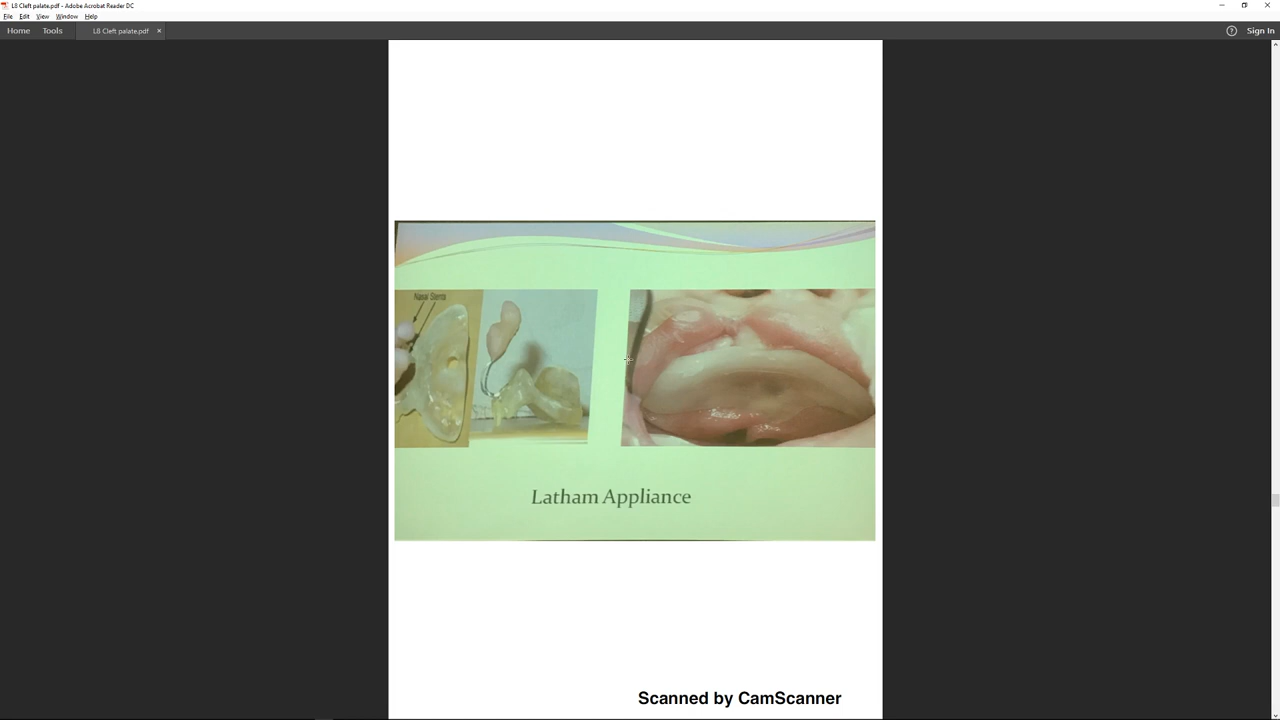 L8 Cleft palate.pdf - Adobe Acrobat Reader DC
File Edit View Window Help
Home Tools L8 Cleft palate.pdf × ? Sign In
Nasal Stents
Latham Appliance
Scanned by CamScanner